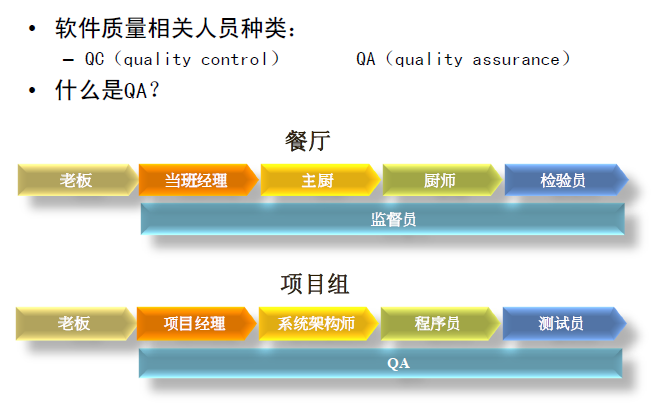 • 软件质量相关人员种类：
– QC（quality control） QA（quality assurance）
• 什么是QA？
餐厅
老板 当班经理 主厨 厨师 检验员
监督员
项目组
老板 项目经理 系统架构师 程序员 测试员
QA